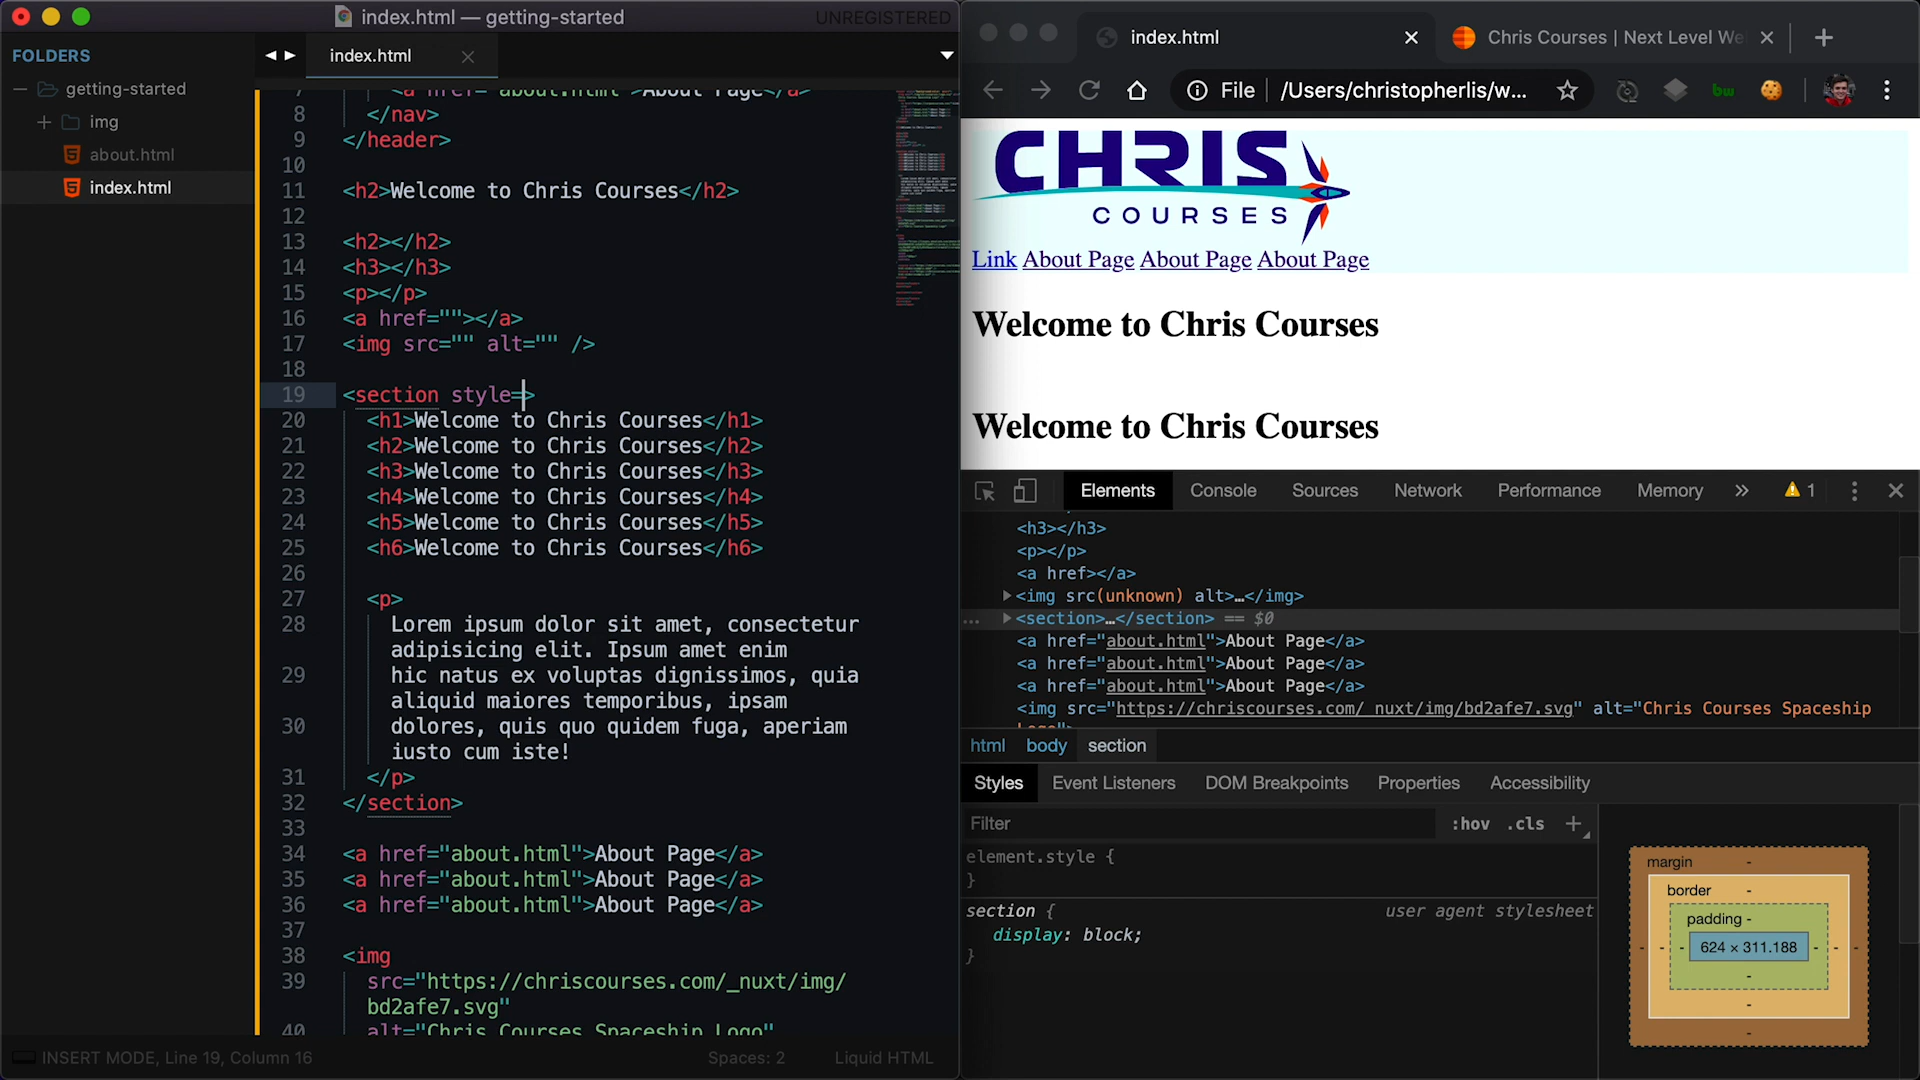 index.html — getting-started
UNREGISTERED
FOLDERS
getting-started
img
about.html
index.html
index.html
7 <a href="about.html">About Page</a>
8 </nav>
9 </header>
10
11 <h2>Welcome to Chris Courses</h2>
12
13 <h2></h2>
14 <h3></h3>
15 <p></p>
16 <a href=""></a>
17 <img src="" alt="" />
18
19 <section style=>
20 <h1>Welcome to Chris Courses</h1>
21 <h2>Welcome to Chris Courses</h2>
22 <h3>Welcome to Chris Courses</h3>
23 <h4>Welcome to Chris Courses</h4>
24 <h5>Welcome to Chris Courses</h5>
25 <h6>Welcome to Chris Courses</h6>
26
27 <p>
28 Lorem ipsum dolor sit amet, consectetur
adipisicing elit. Ipsum amet enim
29 hic natus ex voluptas dignissimos, quia
aliquid maiores temporibus, ipsam
30 dolores, quis quo quidem fuga, aperiam
iusto cum iste!
31 </p>
32 </section>
33
34 <a href="about.html">About Page</a>
35 <a href="about.html">About Page</a>
36 <a href="about.html">About Page</a>
37
38 <img
39 src="https://chriscourses.com/_nuxt/img/
bd2afe7.svg"
40 alt="Chris Courses Spaceship Logo"
INSERT MODE, Line 19, Column 16
Spaces: 2
Liquid HTML
index.html
Chris Courses | Next Level We
File
/Users/christopherlis/w...
bw
CHRIS
COURSES
Link About Page About Page About Page
Welcome to Chris Courses
Welcome to Chris Courses
Elements Console Sources Network Performance Memory » 1
<h3></h3>
<p></p>
<a href></a>
<img src(unknown) alt>…</img>
<section>…</section> == $0
<a href="about.html">About Page</a>
<a href="about.html">About Page</a>
<a href="about.html">About Page</a>
<img src="https://chriscourses.com/_nuxt/img/bd2afe7.svg" alt="Chris Courses Spaceship
Logo">
html body section
Styles Event Listeners DOM Breakpoints Properties Accessibility
Filter
:hov .cls +
element.style {
}
section {
user agent stylesheet
display: block;
}
margin -
border -
padding -
- - - 624 × 311.188 - - -
-
-
-